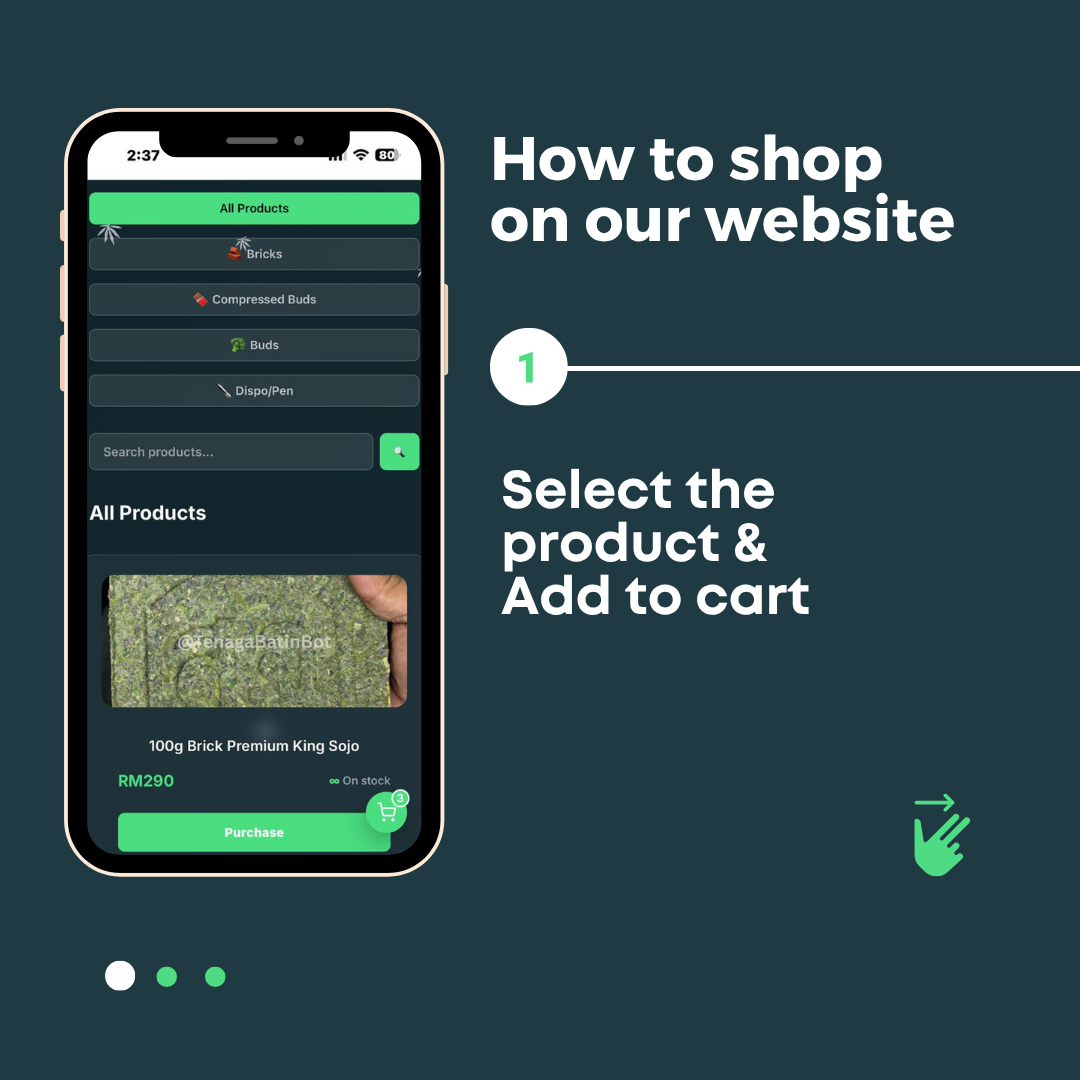 2:37
80
All Products
Bricks
Compressed Buds
Buds
Dispo/Pen
Search products...
All Products
@TenagaBatinBot
100g Brick Premium King Sojo
RM290
∞ On stock
3
Purchase
How to shop
on our website
1
Select the
product &
Add to cart